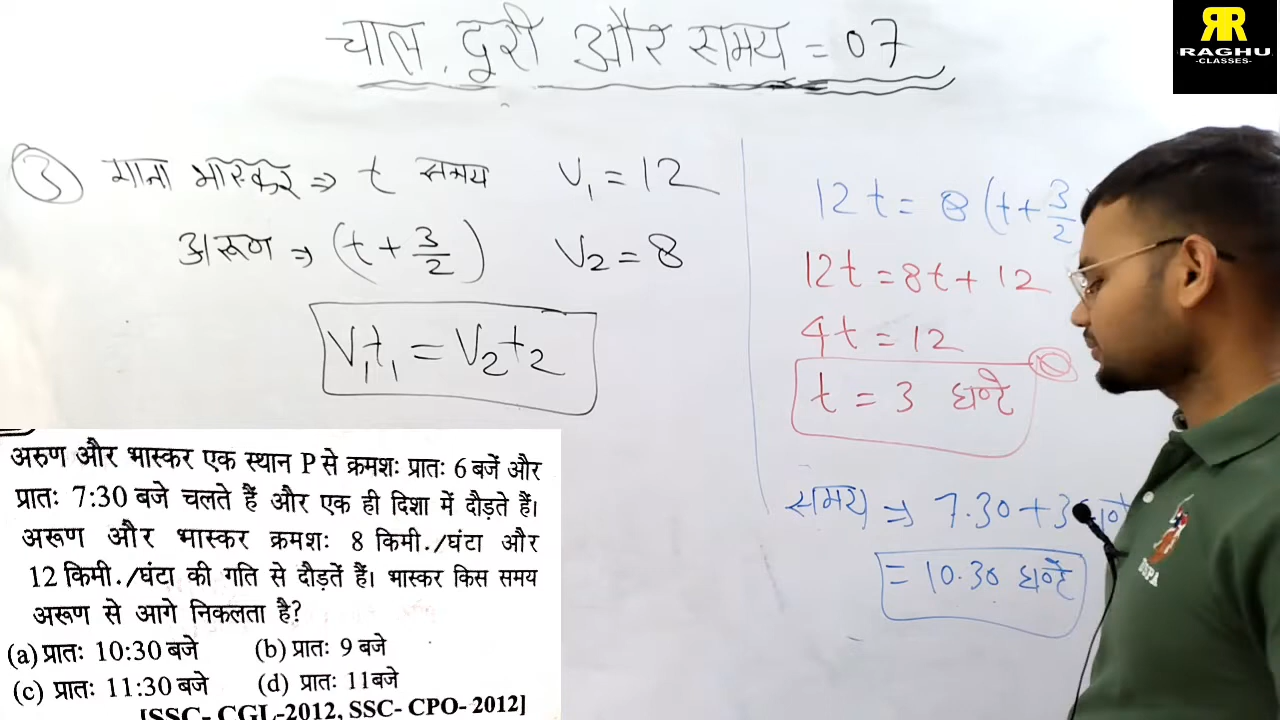 चाल, दूरी और समय = 07
RR
RAGHU
-CLASSES-
③ माना भास्कर ⇒ t समय V₁ = 12
अरूण ⇒ (t + 3/2) V₂ = 8
V₁t₁ = V₂t₂
12t = 8(t + 3/2
12t = 8t + 12
4t = 12
t = 3 घण्टे
समय ⇒ 7.30 + 3
= 10.30 घण्टे
अरुण और भास्कर एक स्थान P से क्रमशः प्रातः 6 बजें और
प्रातः 7:30 बजे चलते हैं और एक ही दिशा में दौड़ते हैं।
अरूण और भास्कर क्रमशः 8 किमी./घंटा और
12 किमी./घंटा की गति से दौड़तें हैं। भास्कर किस समय
अरूण से आगे निकलता है?
(a) प्रातः 10:30 बजे (b) प्रातः 9 बजे
(c) प्रातः 11:30 बजे (d) प्रातः 11बजे
[SSC- CGL-2012, SSC- CPO- 2012]